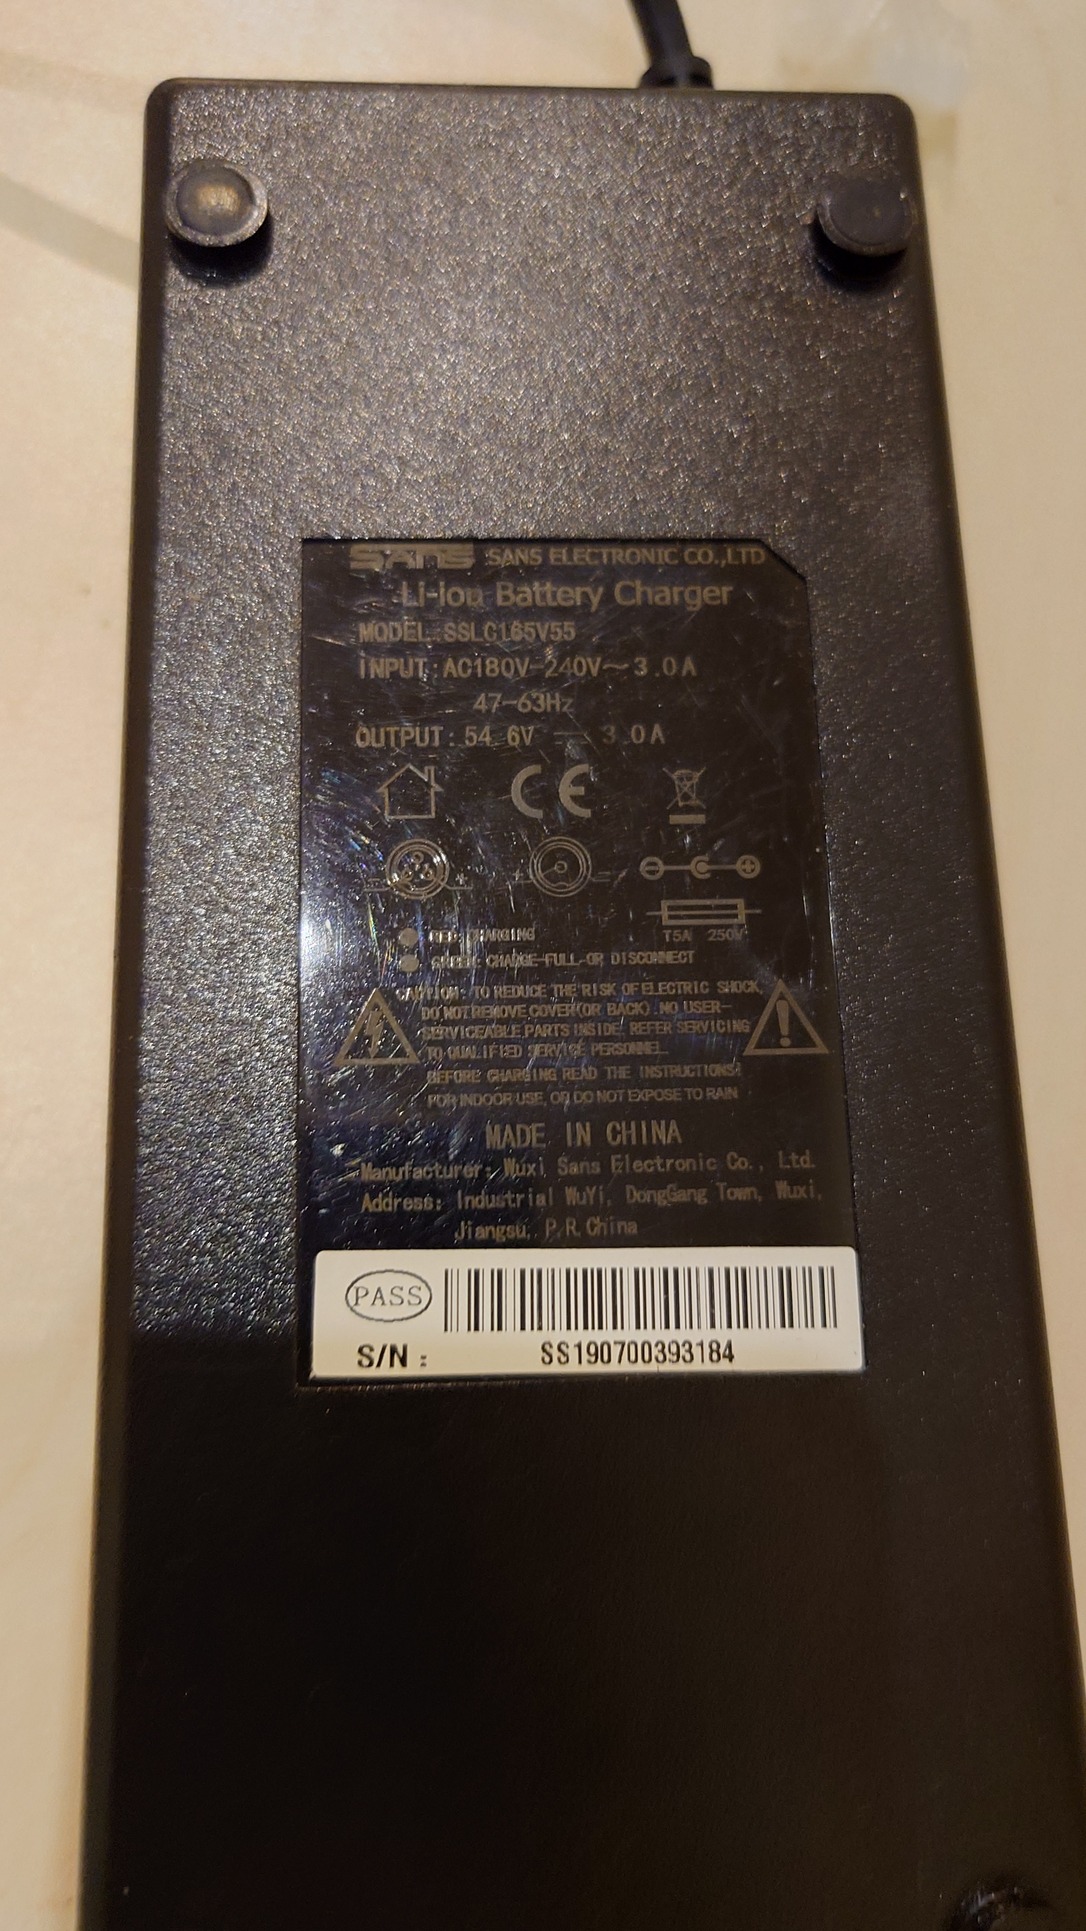 SANS SANS ELECTRONIC CO.,LTD
Li-ion Battery Charger
MODEL:SSLC165V55
INPUT:AC180V-240V～3.0A
47-63Hz
OUTPUT:54.6V ⎓ 3.0A
CE
T5A 250V
RED CHARGING
GREEN CHARGE-FULL OR DISCONNECT
CAUTION: TO REDUCE THE RISK OF ELECTRIC SHOCK,
DO NOT REMOVE COVER(OR BACK). NO USER-
SERVICEABLE PARTS INSIDE. REFER SERVICING
TO QUALIFIED SERVICE PERSONNEL
BEFORE CHARGING READ THE INSTRUCTIONS!
FOR INDOOR USE, OR DO NOT EXPOSE TO RAIN
MADE IN CHINA
Manufacturer: Wuxi Sans Electronic Co., Ltd.
Address: Industrial WuYi, DongGang Town, Wuxi,
Jiangsu, P.R.China
PASS
S/N: SS190700393184